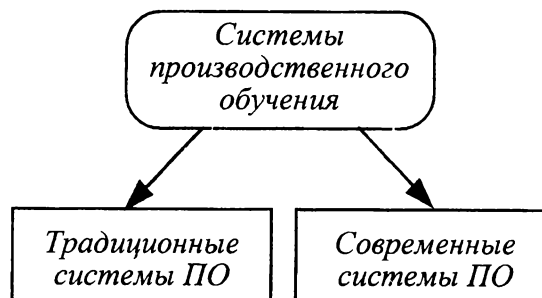 Системы
производственного
обучения
Традиционные
системы ПО
Современные
системы ПО